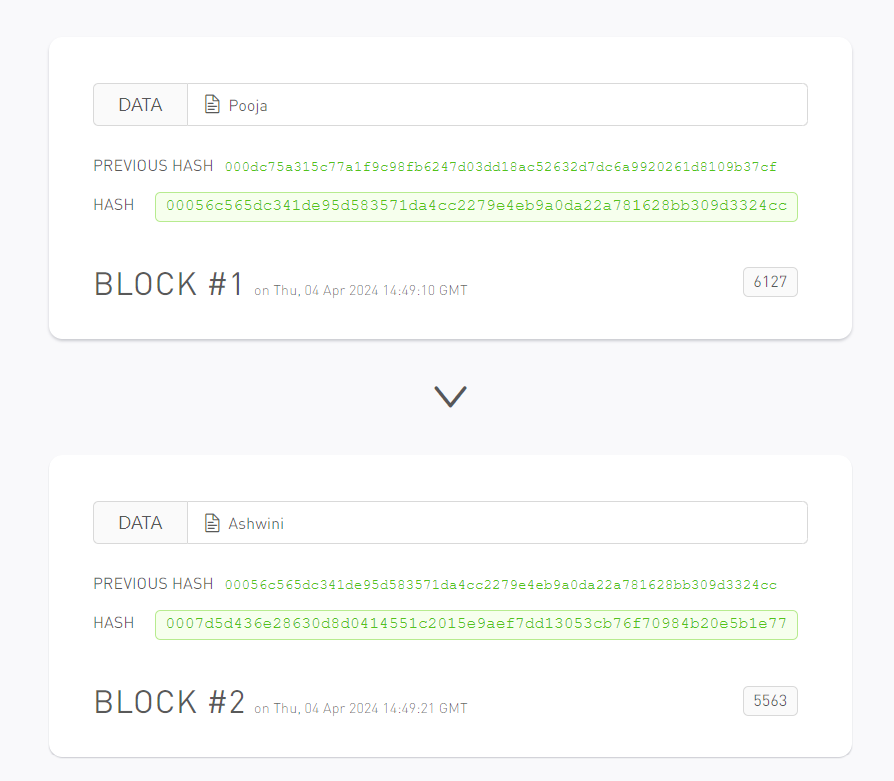 DATA Pooja
PREVIOUS HASH 000dc75a315c77a1f9c98fb6247d03dd18ac52632d7dc6a9920261d8109b37cf
HASH 00056c565dc341de95d583571da4cc2279e4eb9a0da22a781628bb309d3324cc
BLOCK #1 on Thu, 04 Apr 2024 14:49:10 GMT 6127
DATA Ashwini
PREVIOUS HASH 00056c565dc341de95d583571da4cc2279e4eb9a0da22a781628bb309d3324cc
HASH 0007d5d436e28630d8d0414551c2015e9aef7dd13053cb76f70984b20e5b1e77
BLOCK #2 on Thu, 04 Apr 2024 14:49:21 GMT 5563